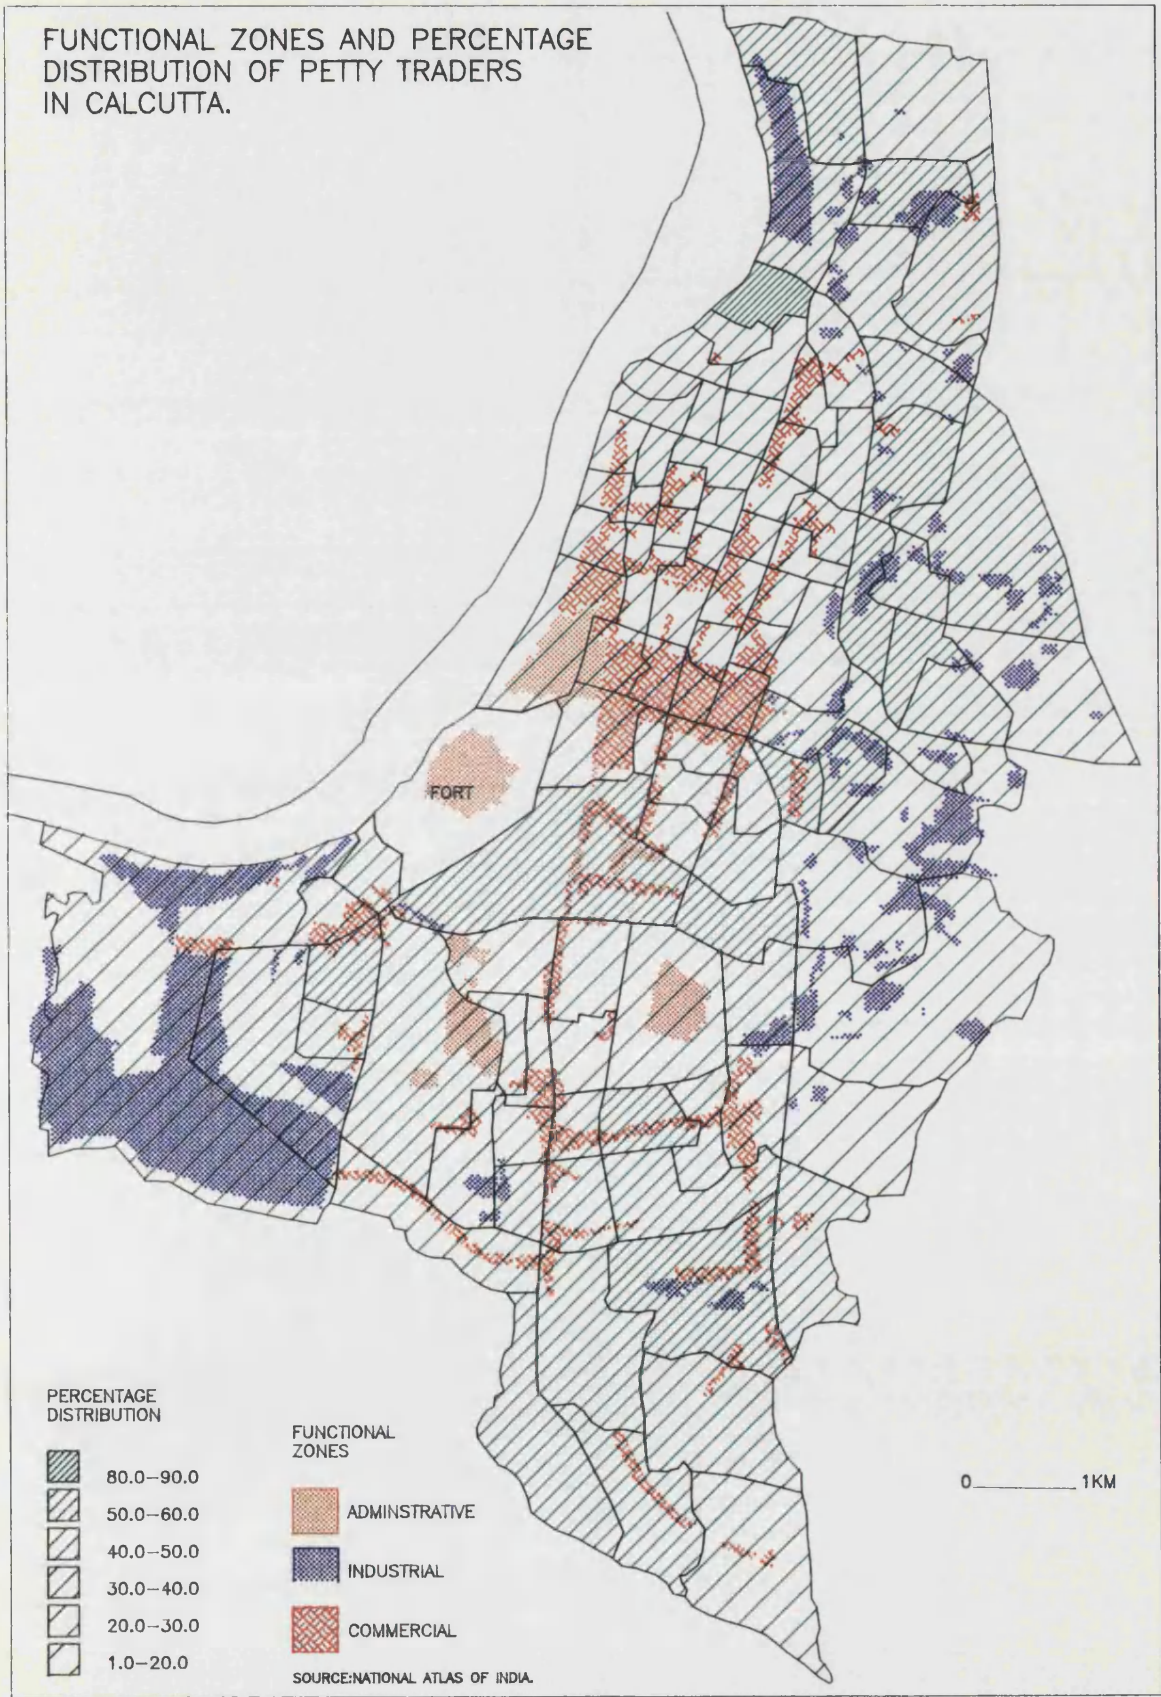 FUNCTIONAL ZONES AND PERCENTAGE
DISTRIBUTION OF PETTY TRADERS
IN CALCUTTA.
FORT
PERCENTAGE
DISTRIBUTION
80.0–90.0
50.0–60.0
40.0–50.0
30.0–40.0
20.0–30.0
1.0–20.0
FUNCTIONAL
ZONES
ADMINSTRATIVE
INDUSTRIAL
COMMERCIAL
SOURCE:NATIONAL ATLAS OF INDIA.
0 1KM